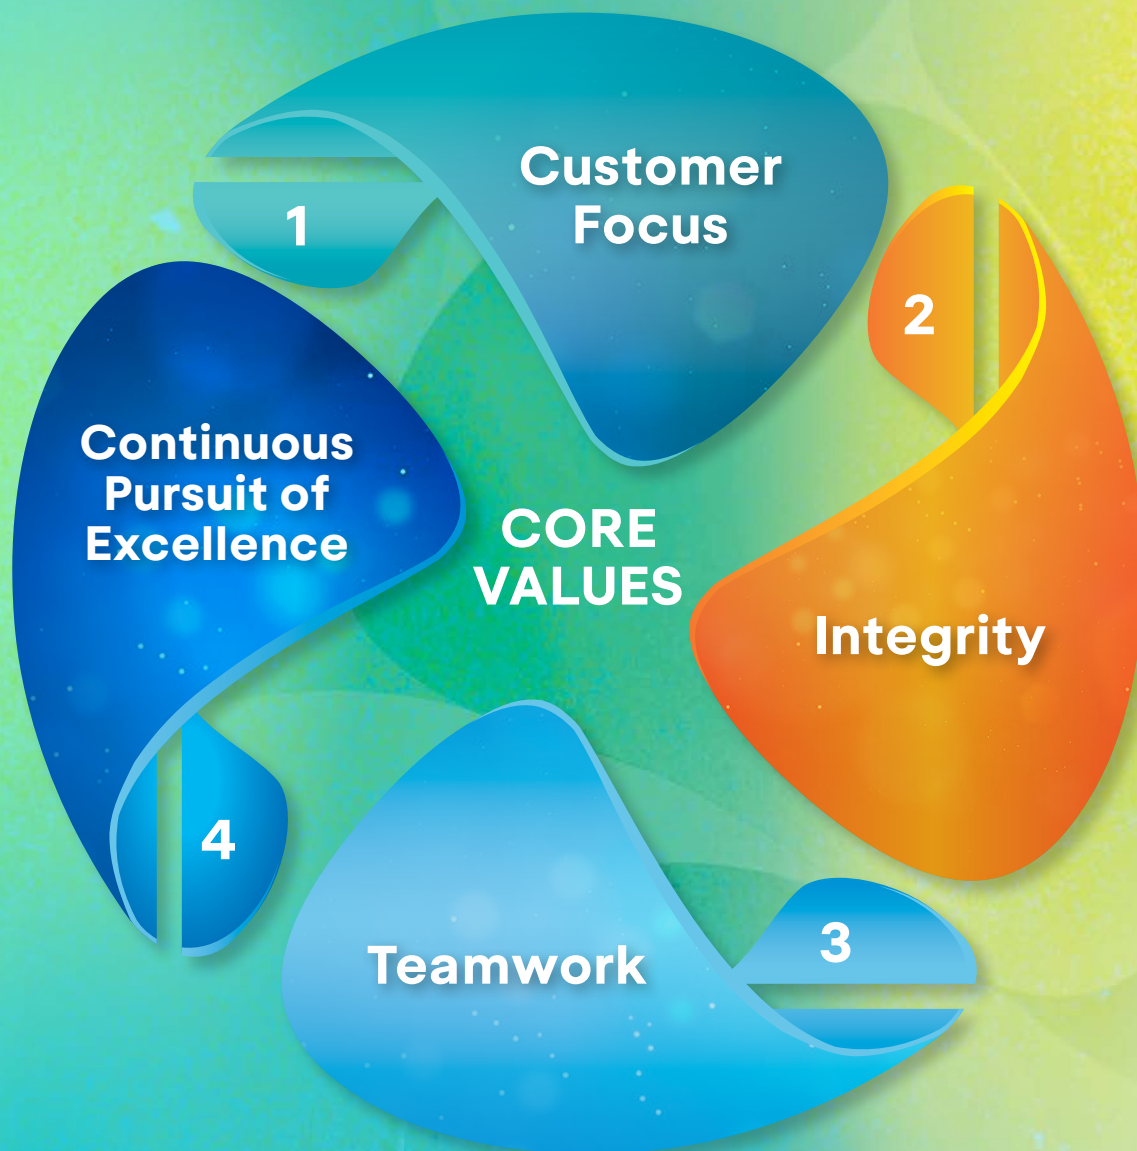 1
Customer
Focus
2
Integrity
3
Teamwork
4
Continuous
Pursuit of
Excellence
CORE
VALUES